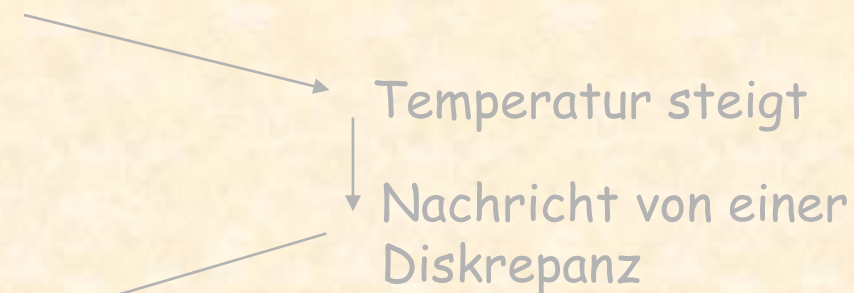 Temperatur steigt
Nachricht von einer
Diskrepanz